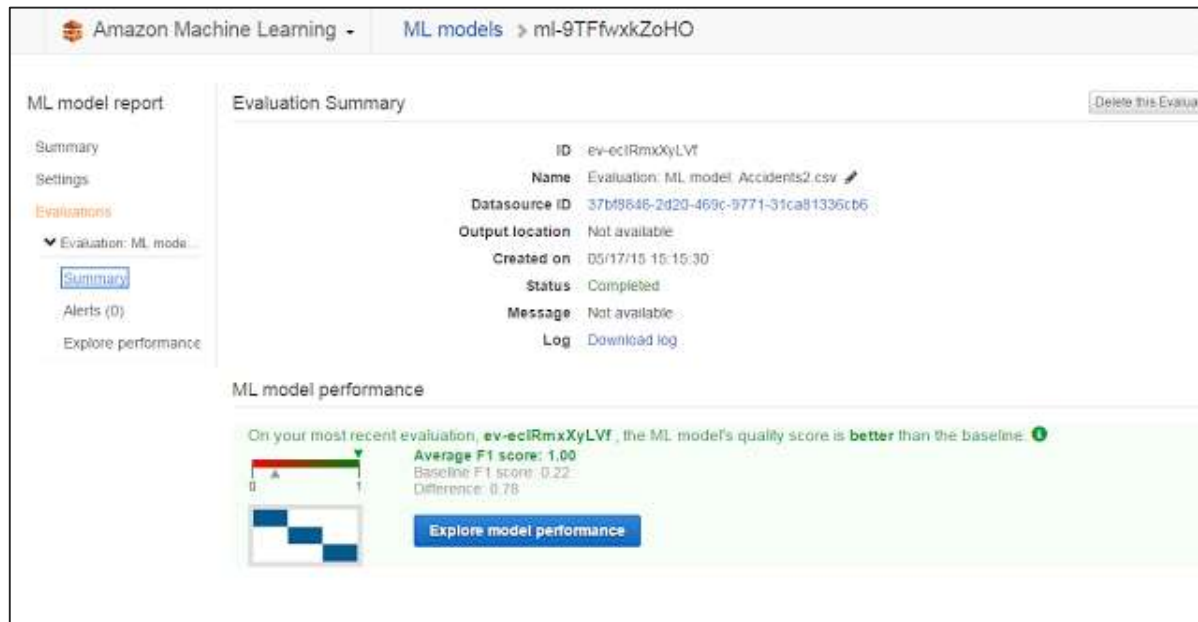 Amazon Machine Learning
ML models > ml-9TFfwxkZoHO
ML model report
Summary
Settings
Evaluations
Evaluation: ML mode...
Summary
Alerts (0)
Explore performance
Evaluation Summary
Delete this Evalua
ID ev-eclRmxXyLVf
Name Evaluation: ML model: Accidents2.csv
Datasource ID 37bf8846-2d20-469c-9771-31ca81336cb6
Output location Not available
Created on 05/17/15 15:15:30
Status Completed
Message Not available
Log Download log
ML model performance
On your most recent evaluation, ev-eclRmxXyLVf, the ML model's quality score is better than the baseline.
Average F1 score: 1.00
Baseline F1 score: 0.22
Difference: 0.78
0 1
Explore model performance